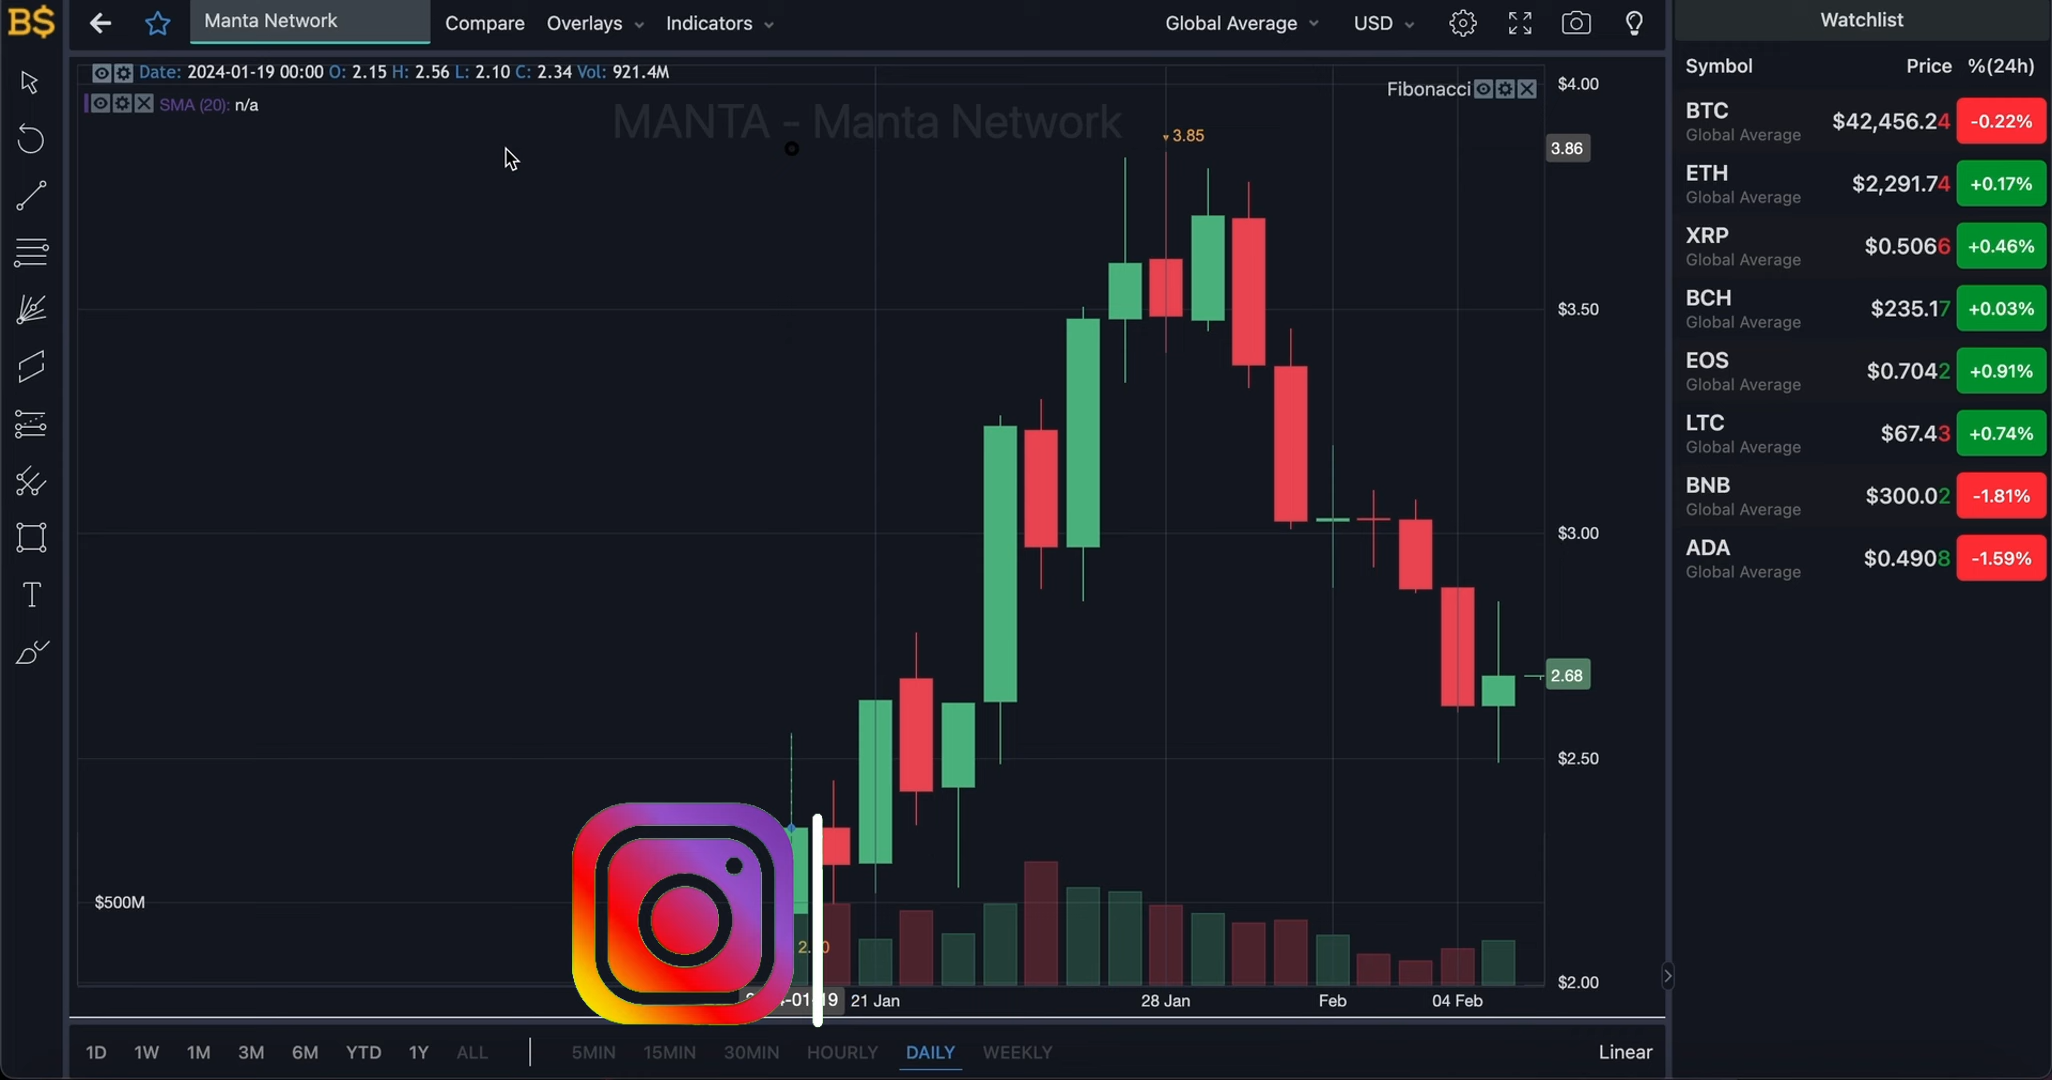 B$ Manta Network Compare Overlays Indicators Global Average USD Watchlist
Date: 2024-01-19 00:00 O: 2.15 H: 2.56 L: 2.10 C: 2.34 Vol: 921.4M
SMA (20): n/a
Fibonacci
MANTA - Manta Network
3.85
$4.00
3.86
$3.50
$3.00
2.68
$2.50
$2.00
$500M
21 Jan 28 Jan Feb 04 Feb
1D 1W 1M 3M 6M YTD 1Y ALL 5MIN 15MIN 30MIN HOURLY DAILY WEEKLY Linear
Symbol Price %(24h)
BTC $42,456.24 -0.22%
Global Average
ETH $2,291.74 +0.17%
Global Average
XRP $0.5066 +0.46%
Global Average
BCH $235.17 +0.03%
Global Average
EOS $0.7042 +0.91%
Global Average
LTC $67.43 +0.74%
Global Average
BNB $300.02 -1.81%
Global Average
ADA $0.4908 -1.59%
Global Average